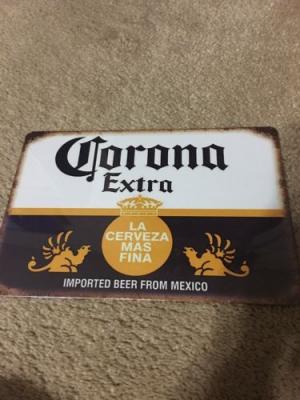 Corona
Extra
LA
CERVEZA
MAS
FINA
IMPORTED BEER FROM MEXICO